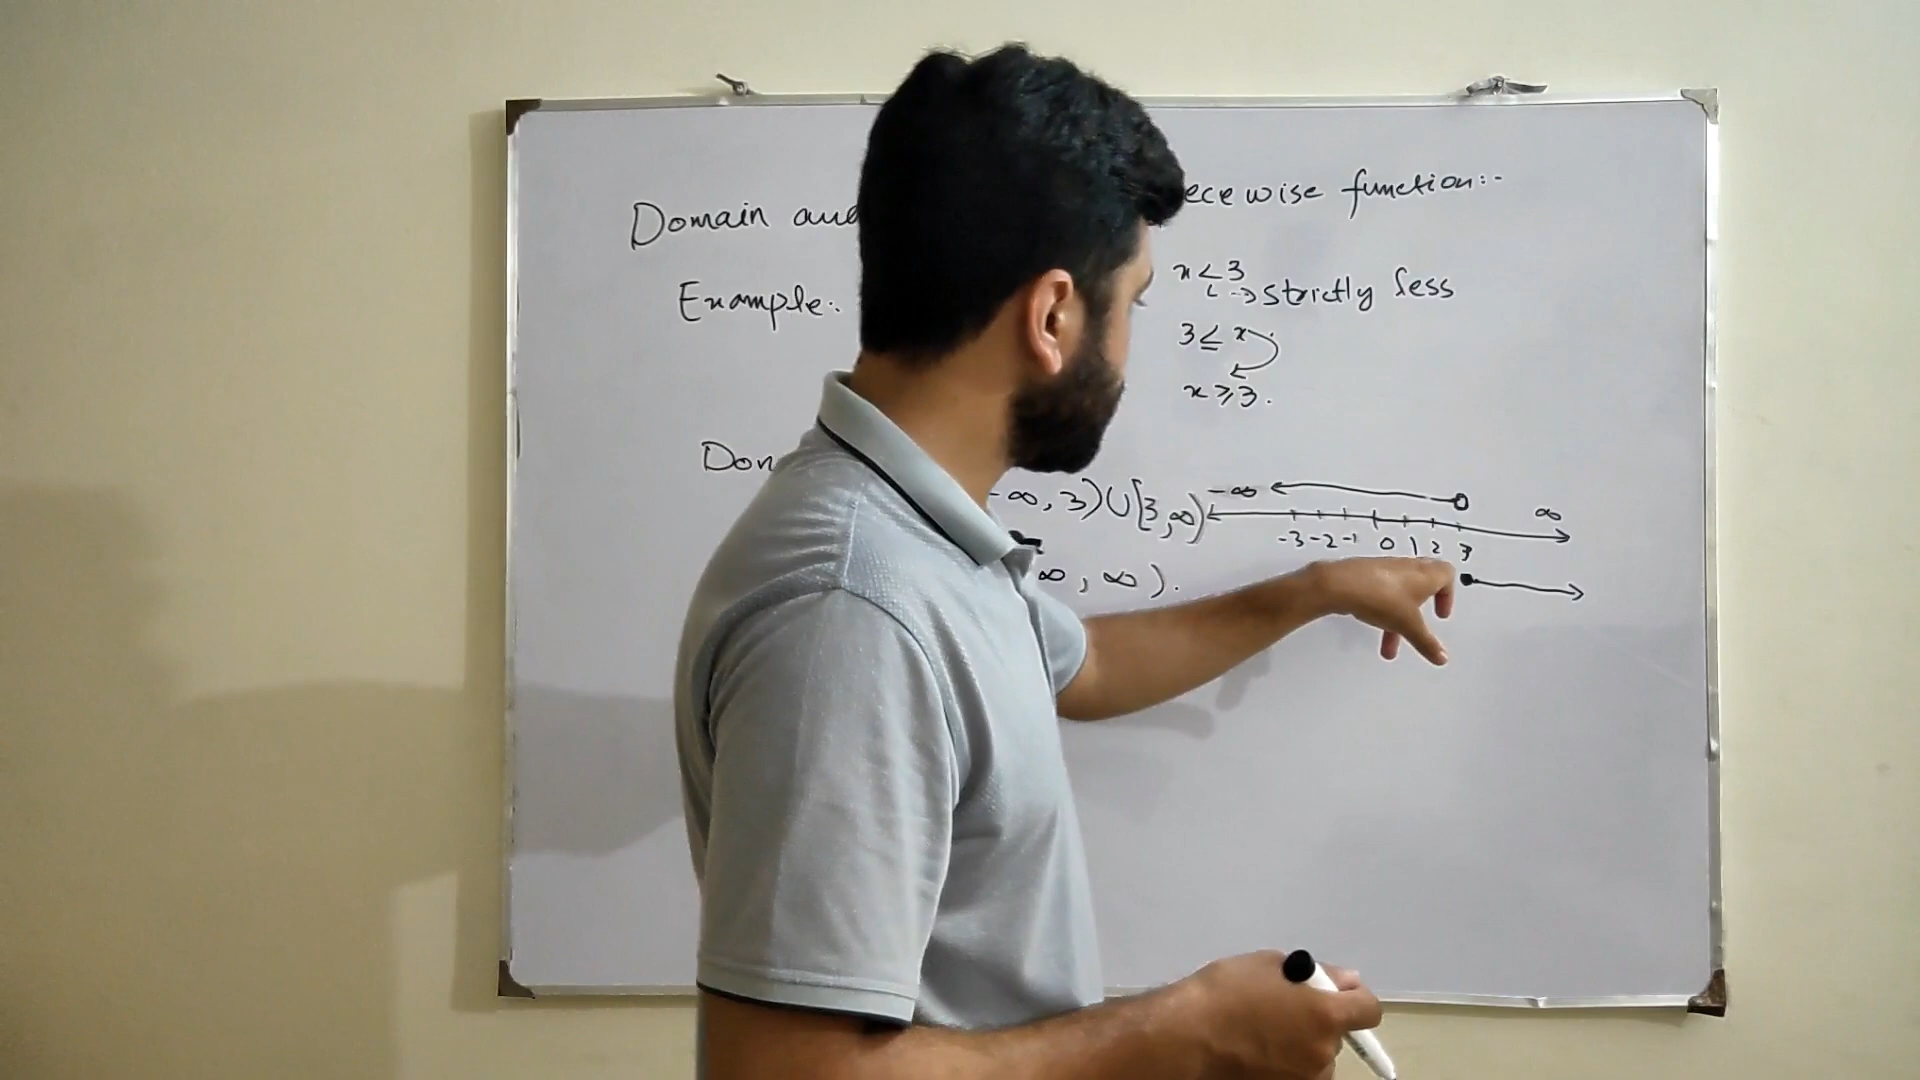 Domain and ecewise function:-
Example:
x < 3
↳ -> strictly less
3 ≤ x
x ≥ 3.
Don
-∞, 3) ∪ [3, ∞)
-∞ ∞
-3 -2 -1 0 1 2 3
∞, ∞).